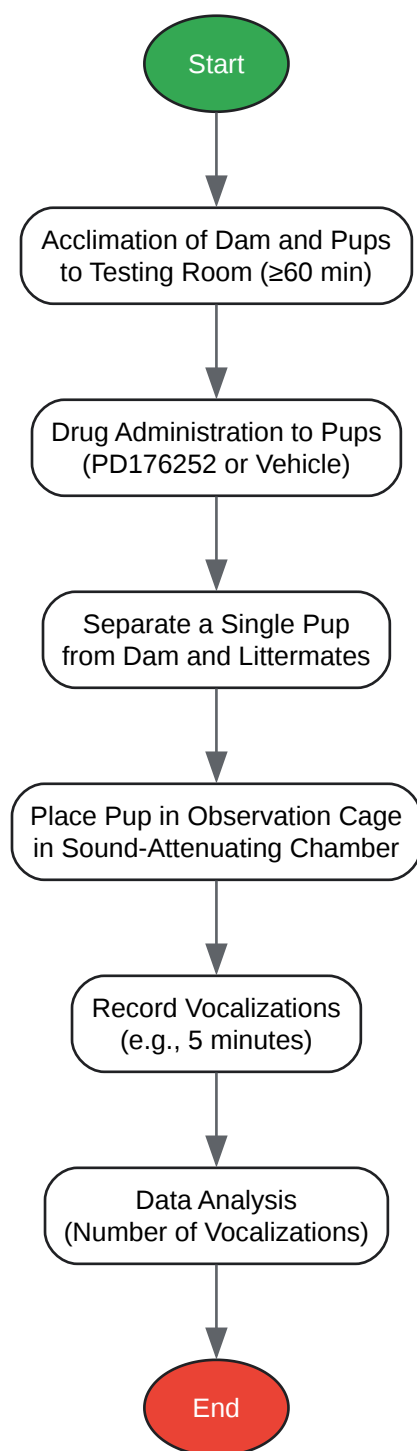 Start
Acclimation of Dam and Pups
to Testing Room (≥60 min)
Drug Administration to Pups
(PD176252 or Vehicle)
Separate a Single Pup
from Dam and Littermates
Place Pup in Observation Cage
in Sound-Attenuating Chamber
Record Vocalizations
(e.g., 5 minutes)
Data Analysis
(Number of Vocalizations)
End